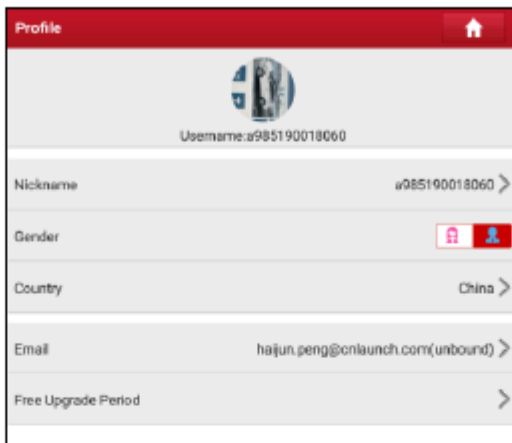 Profile
Username:a985190018060
Nickname a985190018060
Gender
Country China
Email haijun.peng@cnlaunch.com(unbound)
Free Upgrade Period